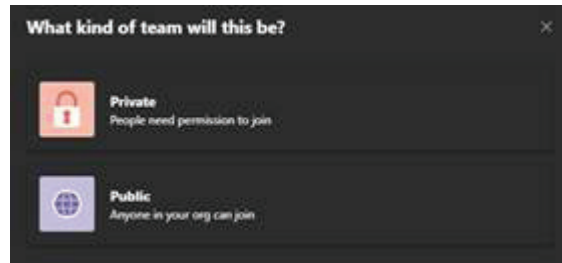 What kind of team will this be?
Private
People need permission to join
Public
Anyone in your org can join